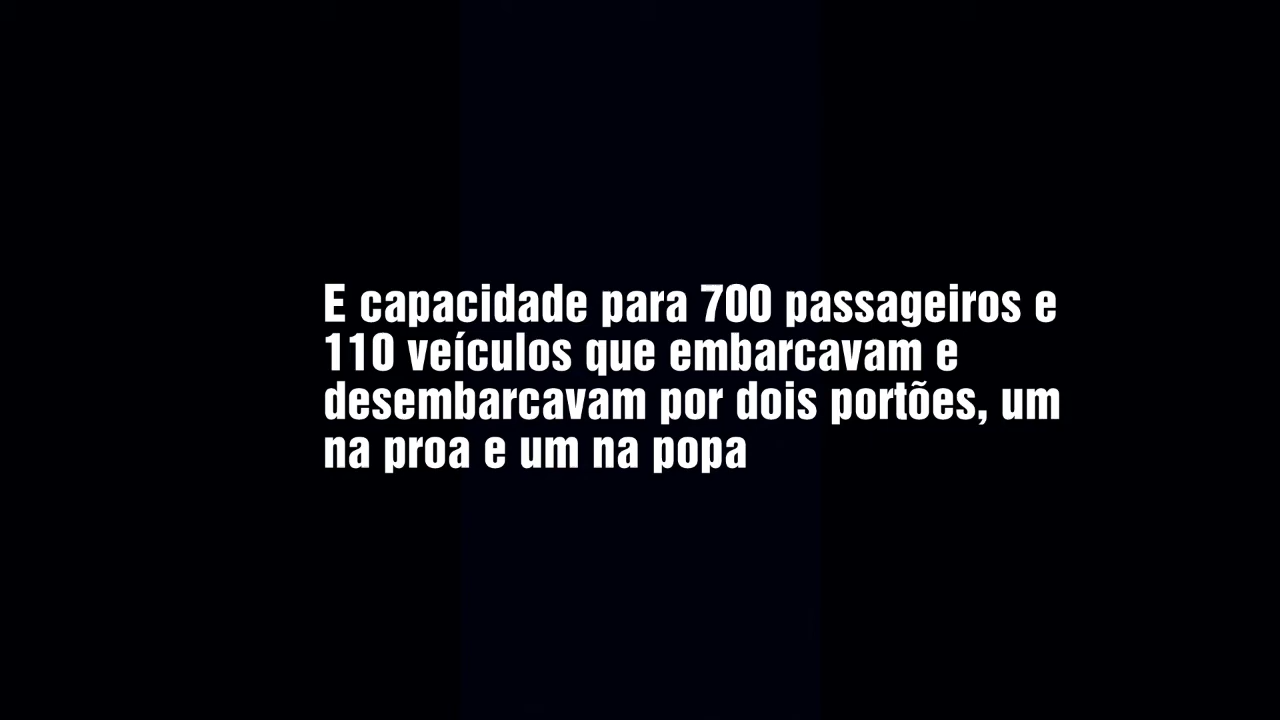 E capacidade para 700 passageiros e
110 veículos que embarcavam e
desembarcavam por dois portões, um
na proa e um na popa